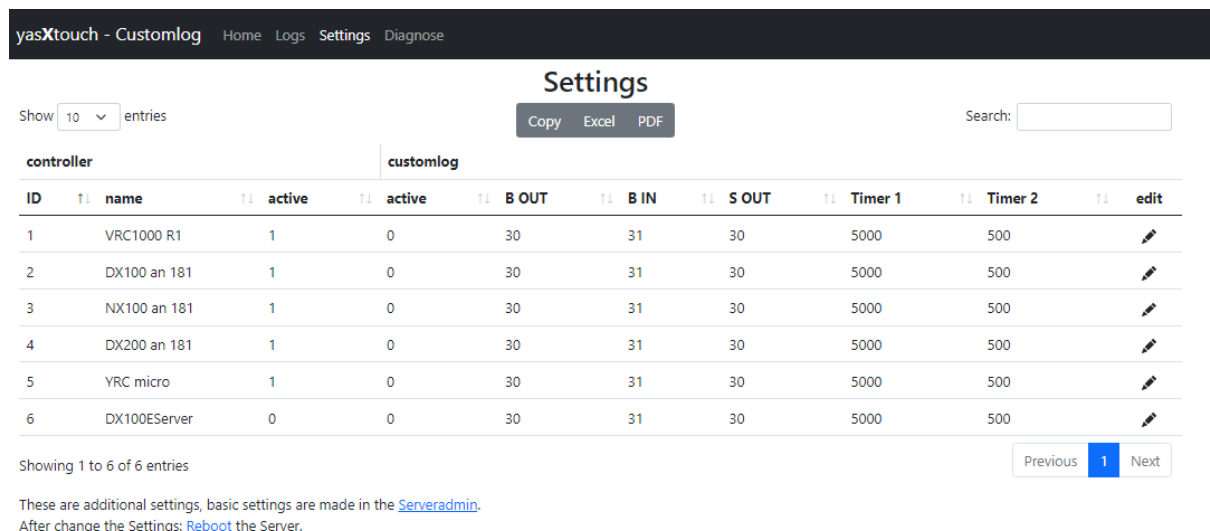 yasXtouch - Customlog Home Logs Settings Diagnose
Settings
Show 10 entries Copy Excel PDF Search:
controller customlog
ID name active active B OUT B IN S OUT Timer 1 Timer 2 edit
1 VRC1000 R1 1 0 30 31 30 5000 500
2 DX100 an 181 1 0 30 31 30 5000 500
3 NX100 an 181 1 0 30 31 30 5000 500
4 DX200 an 181 1 0 30 31 30 5000 500
5 YRC micro 1 0 30 31 30 5000 500
6 DX100EServer 0 0 30 31 30 5000 500
Showing 1 to 6 of 6 entries Previous 1 Next
These are additional settings, basic settings are made in the Serveradmin.
After change the Settings: Reboot the Server.